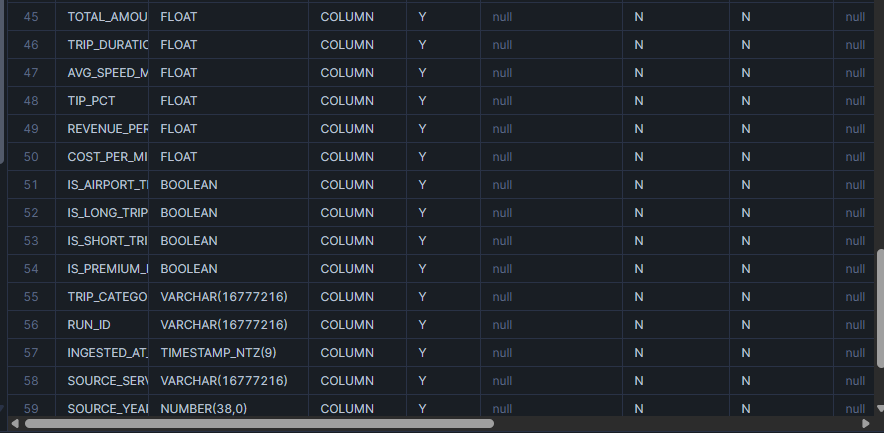 45 TOTAL_AMOU FLOAT COLUMN Y null N N null
46 TRIP_DURATIC FLOAT COLUMN Y null N N null
47 AVG_SPEED_M FLOAT COLUMN Y null N N null
48 TIP_PCT FLOAT COLUMN Y null N N null
49 REVENUE_PER FLOAT COLUMN Y null N N null
50 COST_PER_MI FLOAT COLUMN Y null N N null
51 IS_AIRPORT_T BOOLEAN COLUMN Y null N N null
52 IS_LONG_TRIP BOOLEAN COLUMN Y null N N null
53 IS_SHORT_TRI BOOLEAN COLUMN Y null N N null
54 IS_PREMIUM_ BOOLEAN COLUMN Y null N N null
55 TRIP_CATEGO VARCHAR(16777216) COLUMN Y null N N null
56 RUN_ID VARCHAR(16777216) COLUMN Y null N N null
57 INGESTED_AT_ TIMESTAMP_NTZ(9) COLUMN Y null N N null
58 SOURCE_SERV VARCHAR(16777216) COLUMN Y null N N null
59 SOURCE_YEAR NUMBER(38,0) COLUMN Y null N N null